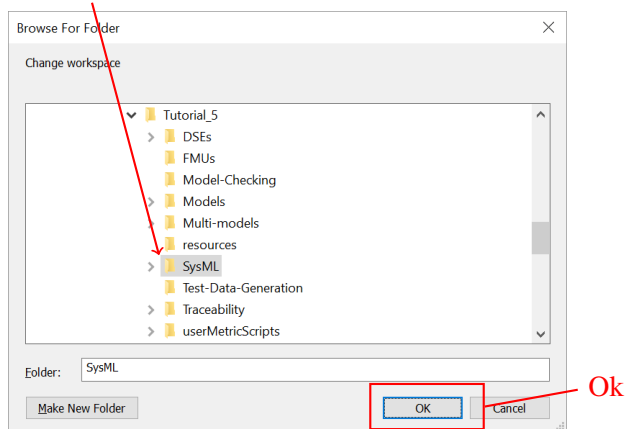 Browse For Folder
Change workspace
Tutorial_5
DSEs
FMUs
Model-Checking
Models
Multi-models
resources
SysML
Test-Data-Generation
Traceability
userMetricScripts
Folder: SysML
Make New Folder OK Cancel
Ok